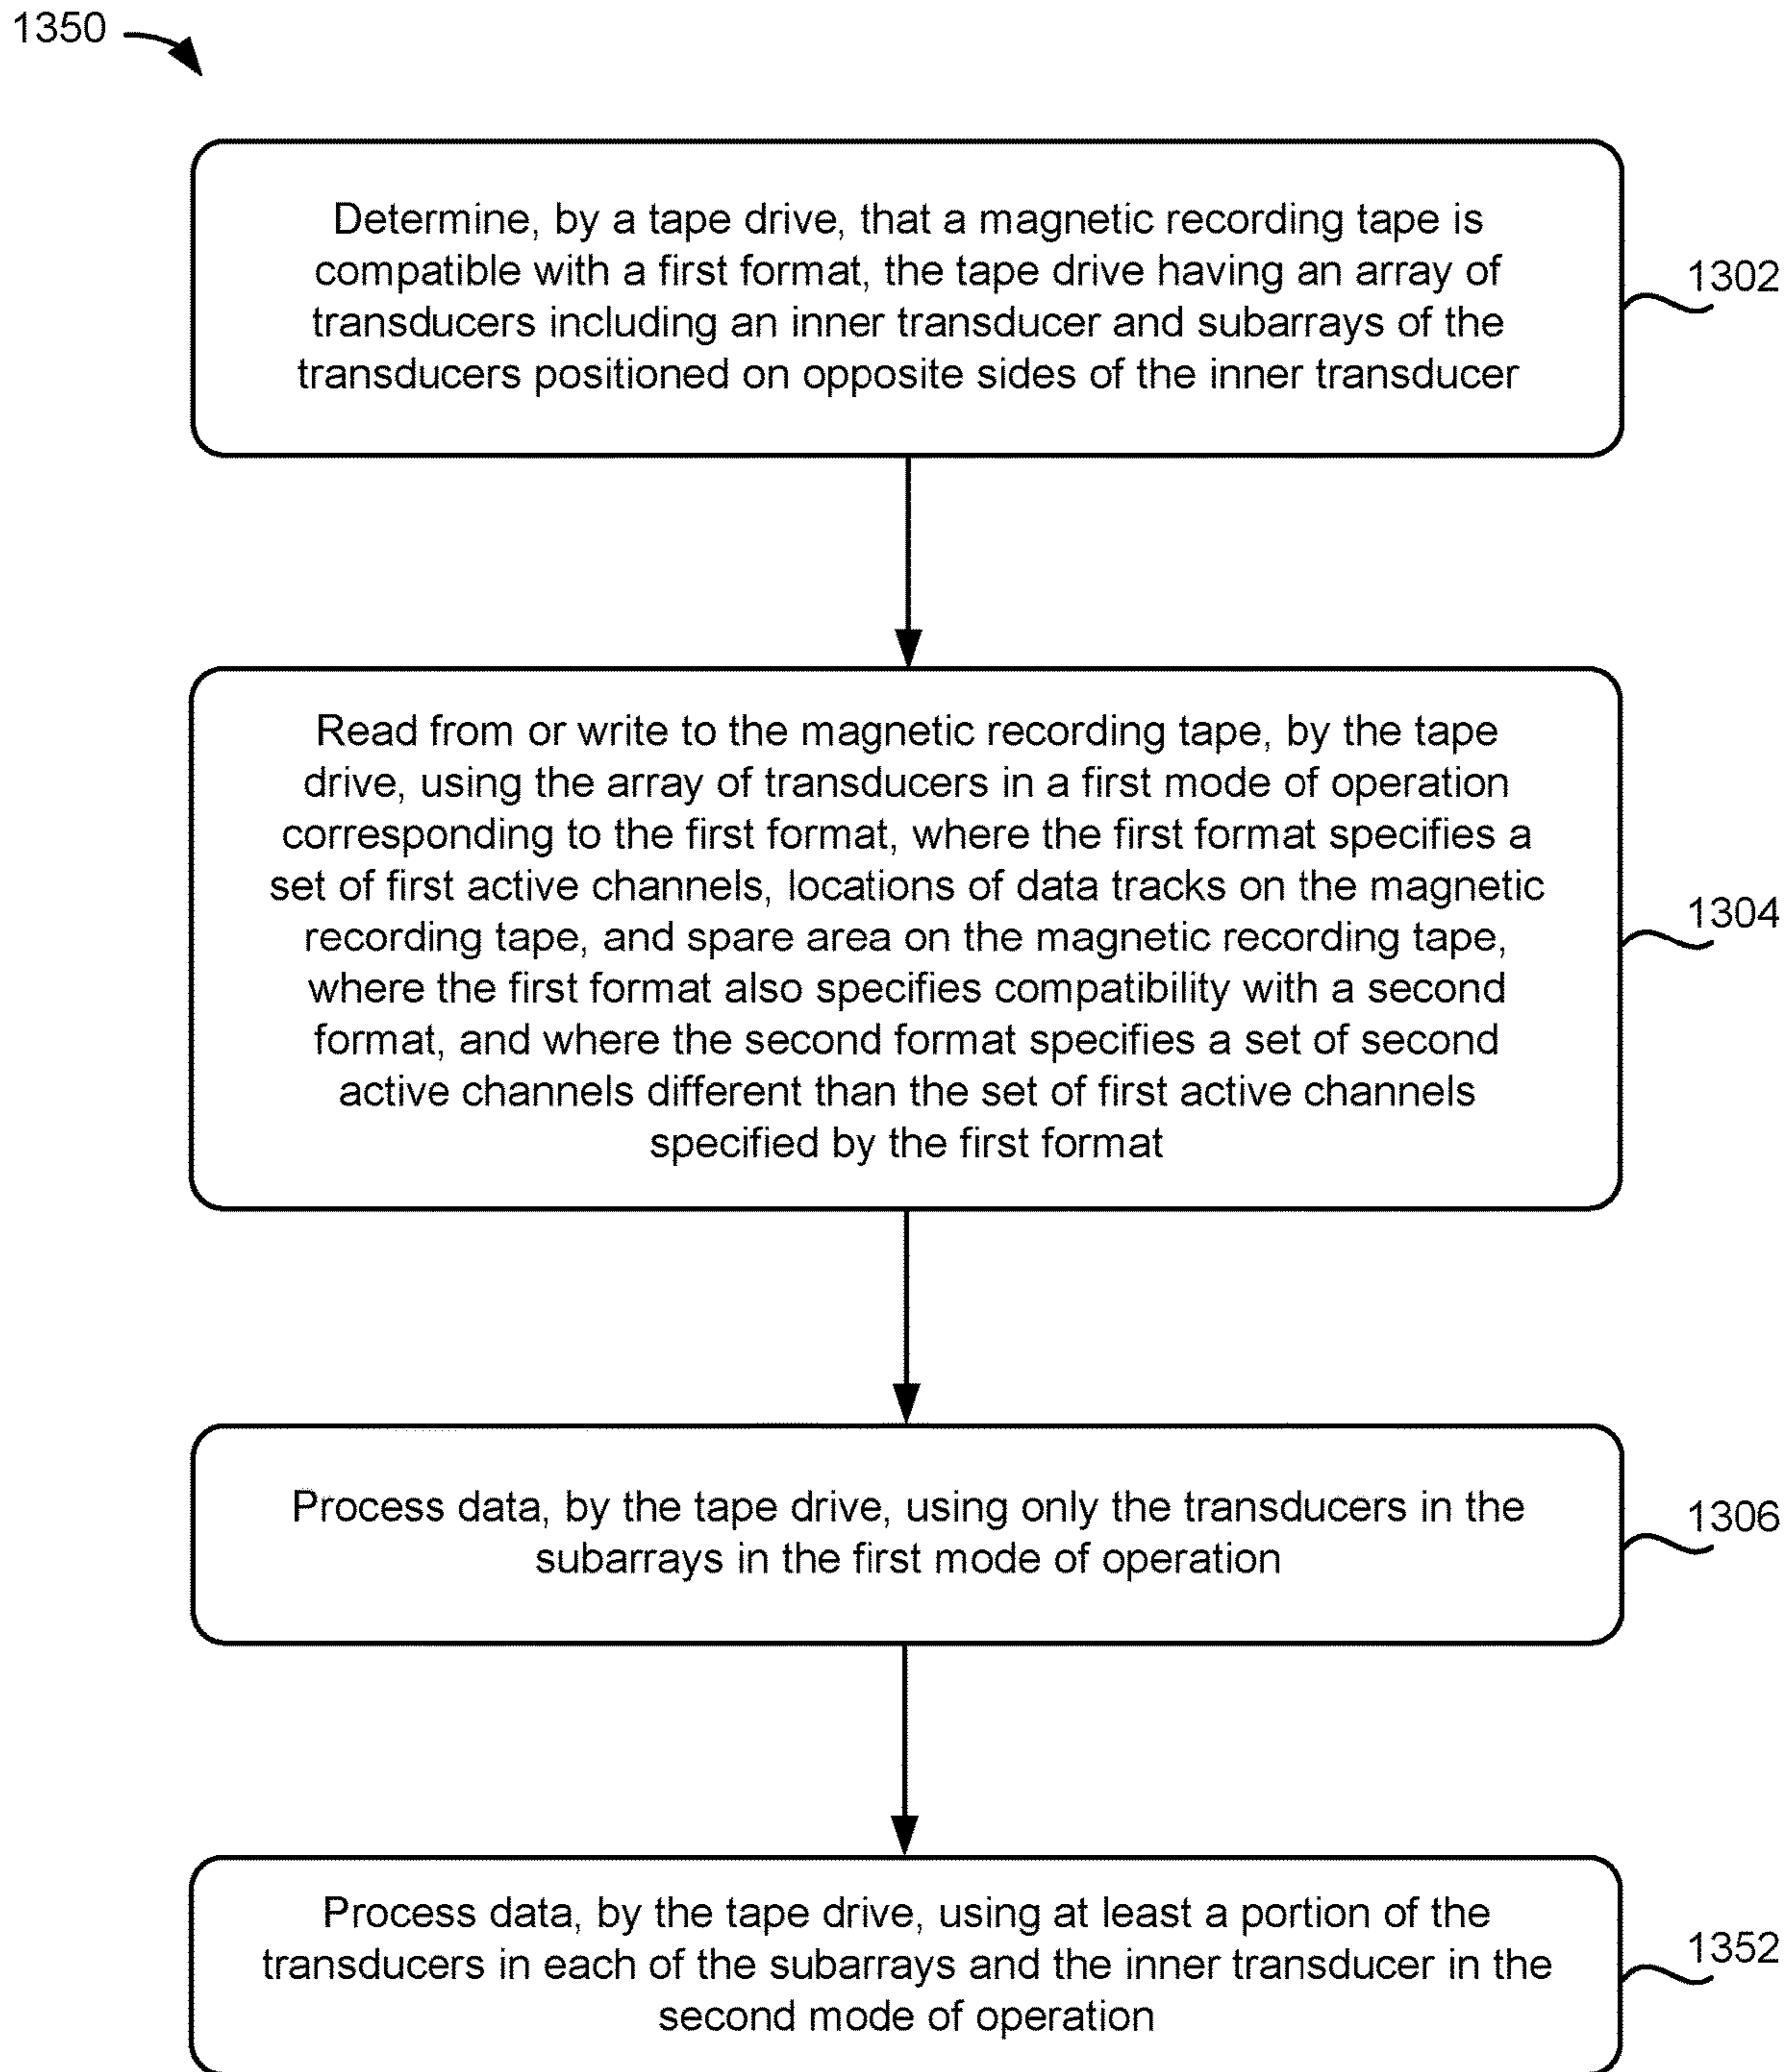 1350
Determine, by a tape drive, that a magnetic recording tape is
compatible with a first format, the tape drive having an array of
transducers including an inner transducer and subarrays of the
transducers positioned on opposite sides of the inner transducer
1302
Read from or write to the magnetic recording tape, by the tape
drive, using the array of transducers in a first mode of operation
corresponding to the first format, where the first format specifies a
set of first active channels, locations of data tracks on the magnetic
recording tape, and spare area on the magnetic recording tape,
where the first format also specifies compatibility with a second
format, and where the second format specifies a set of second
active channels different than the set of first active channels
specified by the first format
1304
Process data, by the tape drive, using only the transducers in the
subarrays in the first mode of operation
1306
Process data, by the tape drive, using at least a portion of the
transducers in each of the subarrays and the inner transducer in the
second mode of operation
1352